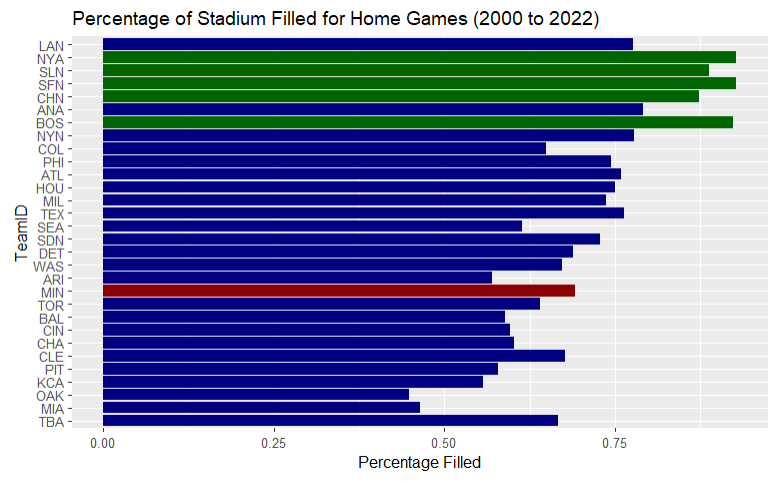 Percentage of Stadium Filled for Home Games (2000 to 2022)
TeamID
LAN
NYA
SLN
SFN
CHN
ANA
BOS
NYN
COL
PHI
ATL
HOU
MIL
TEX
SEA
SDN
DET
WAS
ARI
MIN
TOR
BAL
CIN
CHA
CLE
PIT
KCA
OAK
MIA
TBA
0.00 0.25 0.50 0.75
Percentage Filled